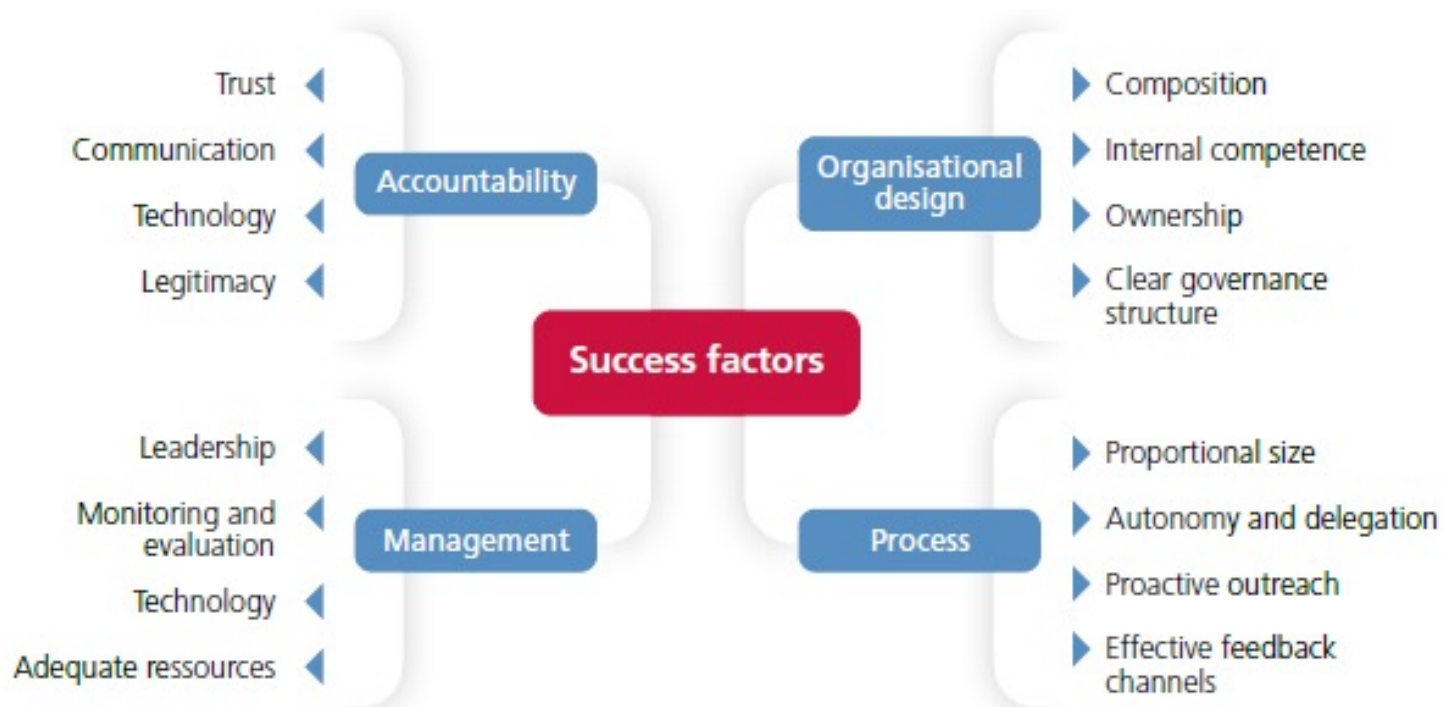 Trust
Communication
Technology
Legitimacy
Accountability
Organisational
design
Composition
Internal competence
Ownership
Clear governance
structure
Success factors
Leadership
Monitoring and
evaluation
Technology
Adequate ressources
Management
Process
Proportional size
Autonomy and delegation
Proactive outreach
Effective feedback
channels